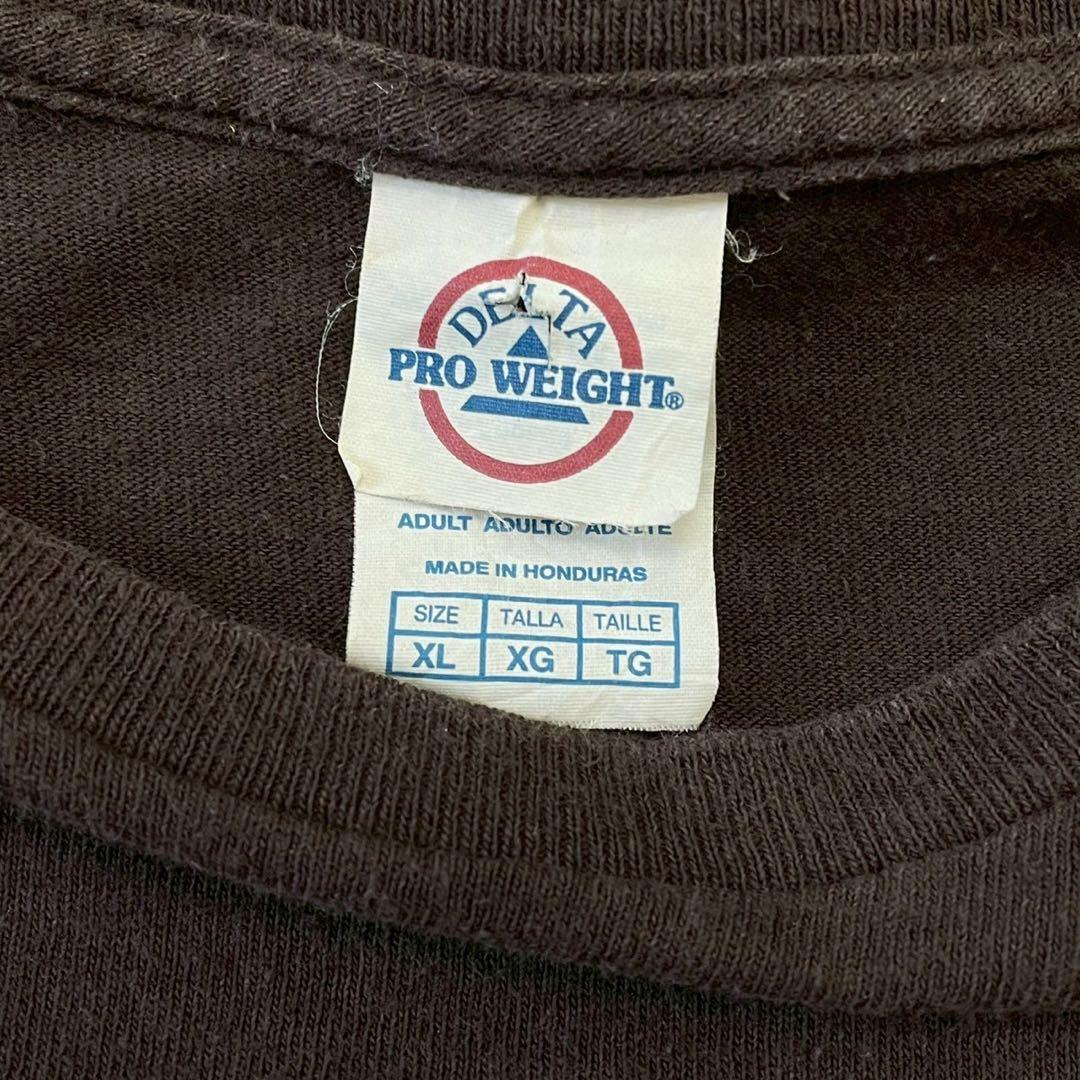 DELTA
PRO WEIGHT®
ADULT ADULTO ADULTE
MADE IN HONDURAS
SIZE TALLA TAILLE
XL XG TG